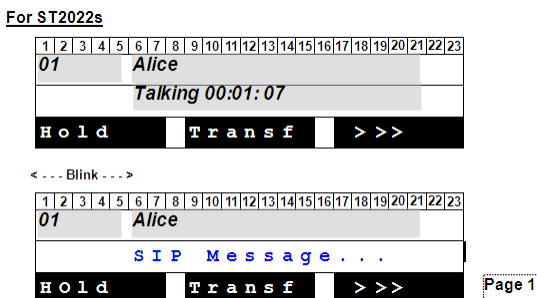 For ST2022s
1 2 3 4 5 6 7 8 9 10 11 12 13 14 15 16 17 18 19 20 21 22 23
01 Alice
Talking 00:01:07
Hold Transf >>>
<---Blink--->
1 2 3 4 5 6 7 8 9 10 11 12 13 14 15 16 17 18 19 20 21 22 23
01 Alice
SIP Message...
Hold Transf >>>
Page 1